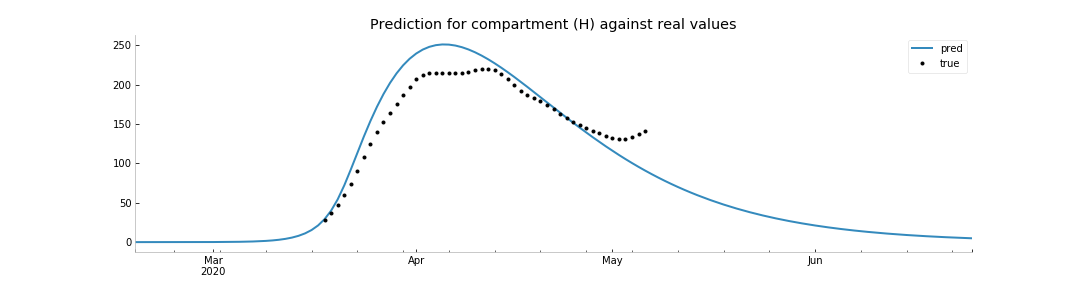 Prediction for compartment (H) against real values
250
200
150
100
50
0
pred
true
Mar
2020
Apr
May
Jun